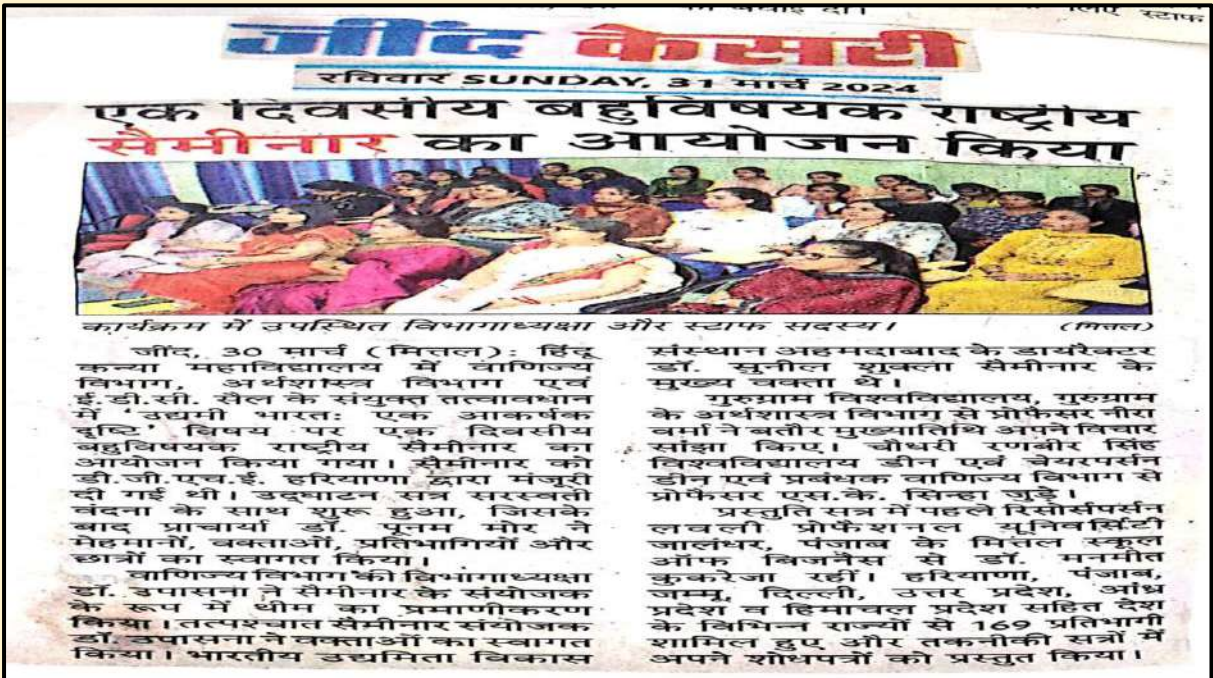 को बधाई दी।
लिए स्टाफ
जींद केसरी
रविवार SUNDAY, 31 मार्च 2024
एक दिवसीय बहुविषयक राष्ट्रीय
सैमीनार का आयोजन किया
कार्यक्रम में उपस्थित विभागाध्यक्षा और स्टाफ सदस्य। (मित्तल)
जींद, 30 मार्च (मित्तल): हिंदू
कन्या महाविद्यालय में वाणिज्य
विभाग, अर्थशास्त्र विभाग एवं
ई.डी.सी. सैल के संयुक्त तत्वावधान
में 'उद्यमी भारत: एक आकर्षक
दृष्टि' विषय पर एक दिवसीय
बहुविषयक राष्ट्रीय सैमीनार का
आयोजन किया गया। सैमीनार को
डी.जी.एच.ई. हरियाणा द्वारा मंजूरी
दी गई थी। उद्घाटन सत्र सरस्वती
वंदना के साथ शुरू हुआ, जिसके
बाद प्राचार्या डॉ. पूनम मोर ने
मेहमानों, वक्ताओं, प्रतिभागियों और
छात्रों का स्वागत किया।
वाणिज्य विभाग की विभागाध्यक्षा
डॉ. उपासना ने सैमीनार के संयोजक
के रूप में थीम का प्रमाणीकरण
किया। तत्पश्चात सैमीनार संयोजक
डॉ. उपासना ने वक्ताओं का स्वागत
किया। भारतीय उद्यमिता विकास
संस्थान अहमदाबाद के डायरैक्टर
डॉ. सुनील शुक्ला सैमीनार के
मुख्य वक्ता थे।
गुरुग्राम विश्वविद्यालय, गुरुग्राम
के अर्थशास्त्र विभाग से प्रोफैसर नीरा
वर्मा ने बतौर मुख्यातिथि अपने विचार
सांझा किए। चौधरी रणबीर सिंह
विश्वविद्यालय डीन एवं चेयरपर्सन
डीन एवं प्रबंधक वाणिज्य विभाग से
प्रोफैसर एस.के. सिन्हा जुड़े।
प्रस्तुति सत्र में पहले रिसोर्सपर्सन
लवली प्रोफैशनल यूनिवर्सिटी
जालंधर, पंजाब के मित्तल स्कूल
ऑफ बिजनैस से डॉ. मनमीत
कुकरेजा रहीं। हरियाणा, पंजाब,
जम्मू, दिल्ली, उत्तर प्रदेश, आंध्र
प्रदेश व हिमाचल प्रदेश सहित देश
के विभिन्न राज्यों से 169 प्रतिभागी
शामिल हुए और तकनीकी सत्रों में
अपने शोधपत्रों को प्रस्तुत किया।